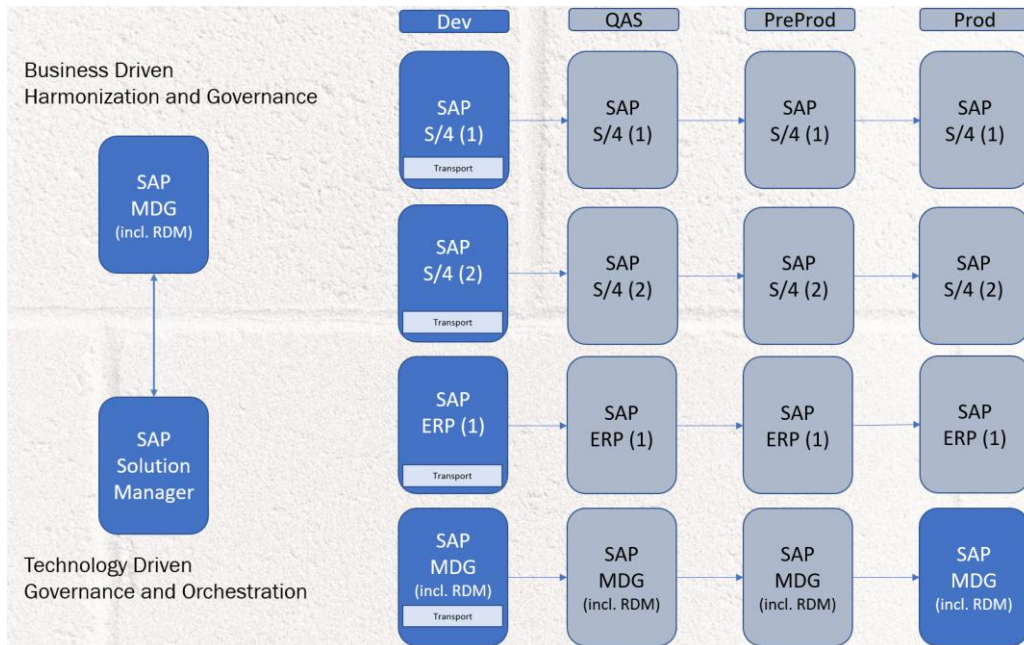 Dev
QAS
PreProd
Prod
Business Driven
Harmonization and Governance
SAP
MDG
(incl. RDM)
SAP
Solution
Manager
Technology Driven
Governance and Orchestration
SAP
S/4 (1)
Transport
SAP
S/4 (1)
SAP
S/4 (1)
SAP
S/4 (1)
SAP
S/4 (2)
Transport
SAP
S/4 (2)
SAP
S/4 (2)
SAP
S/4 (2)
SAP
ERP (1)
Transport
SAP
ERP (1)
SAP
ERP (1)
SAP
ERP (1)
SAP
MDG
(incl. RDM)
Transport
SAP
MDG
(incl. RDM)
SAP
MDG
(incl. RDM)
SAP
MDG
(incl. RDM)